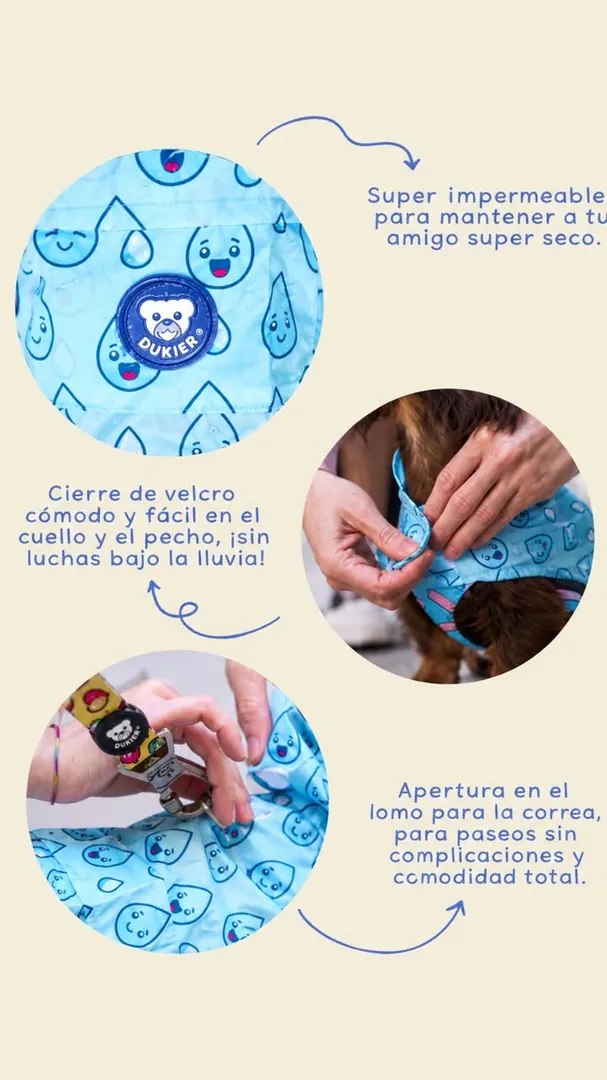 Super impermeable
para mantener a tu
amigo super seco.
DUKIER®
Cierre de velcro
cómodo y fácil en el
cuello y el pecho, ¡sin
luchas bajo la lluvia!
DUKIER
Apertura en el
lomo para la correa,
para paseos sin
complicaciones y
comodidad total.